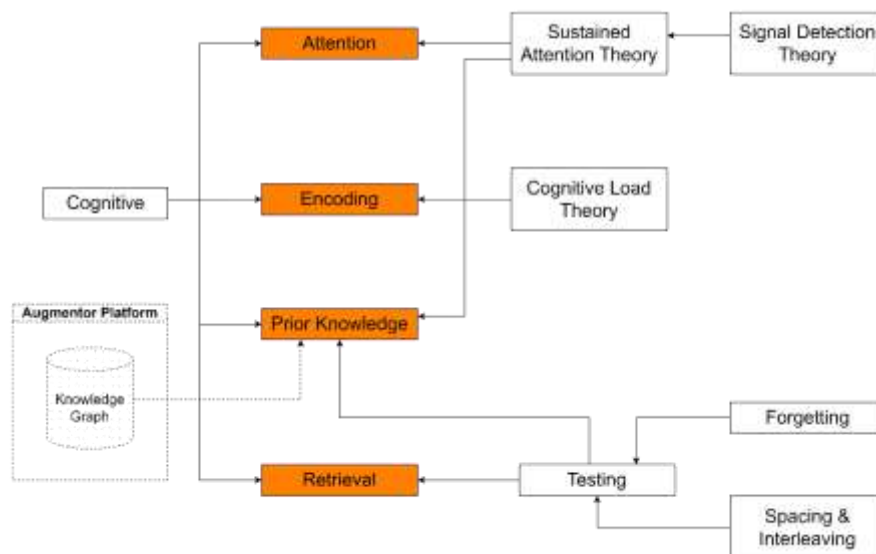 Attention
Sustained
Attention Theory
Signal Detection
Theory
Cognitive
Encoding
Cognitive Load
Theory
Augmentor Platform
Knowledge
Graph
Prior Knowledge
Forgetting
Retrieval
Testing
Spacing &
Interleaving